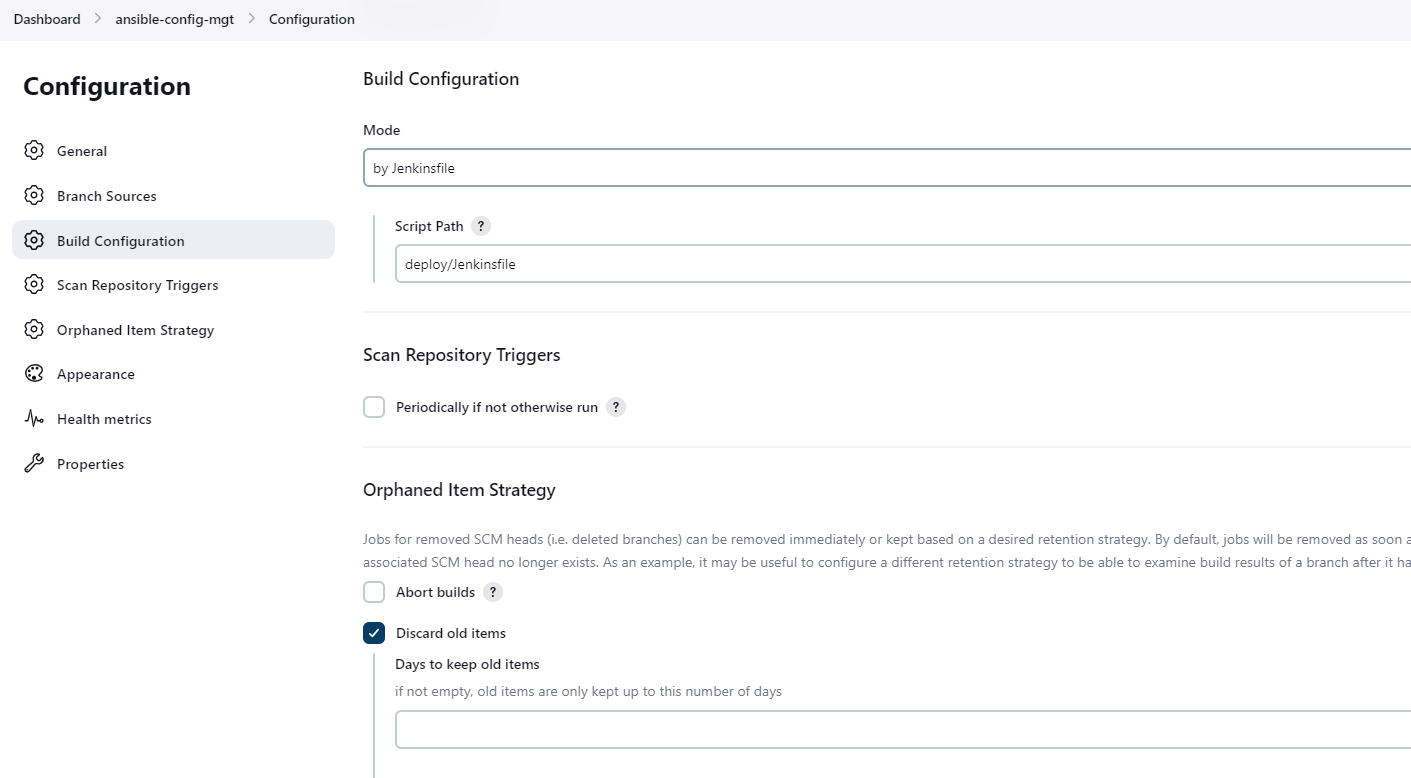 Dashboard > ansible-config-mgt > Configuration
Configuration
General
Branch Sources
Build Configuration
Scan Repository Triggers
Orphaned Item Strategy
Appearance
Health metrics
Properties
Build Configuration
Mode
by Jenkinsfile
Script Path ?
deploy/Jenkinsfile
Scan Repository Triggers
Periodically if not otherwise run ?
Orphaned Item Strategy
Jobs for removed SCM heads (i.e. deleted branches) can be removed immediately or kept based on a desired retention strategy. By default, jobs will be removed as soon a
associated SCM head no longer exists. As an example, it may be useful to configure a different retention strategy to be able to examine build results of a branch after it ha
Abort builds ?
Discard old items
Days to keep old items
if not empty, old items are only kept up to this number of days